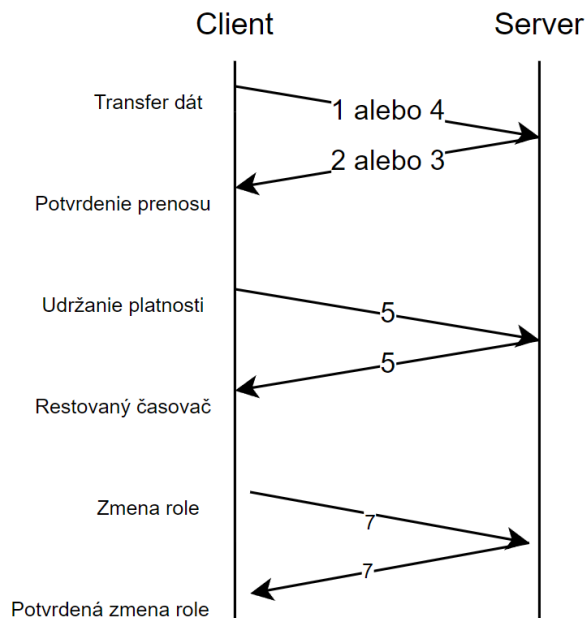 Client Server
Transfer dát
1 alebo 4
2 alebo 3
Potvrdenie prenosu
Udržanie platnosti
5
5
Restovaný časovač
Zmena role
7
7
Potvrdená zmena role